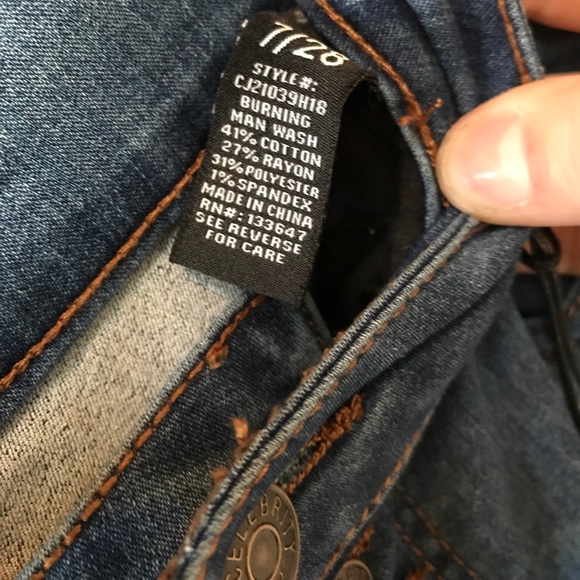 7/28
STYLE#:
CJ21039H18
BURNING
MAN WASH
41% COTTON
27% RAYON
31%POLYESTER
1% SPANDEX
MADE IN CHINA
RN#: 133647
SEE REVERSE
FOR CARE
CELEBRITY